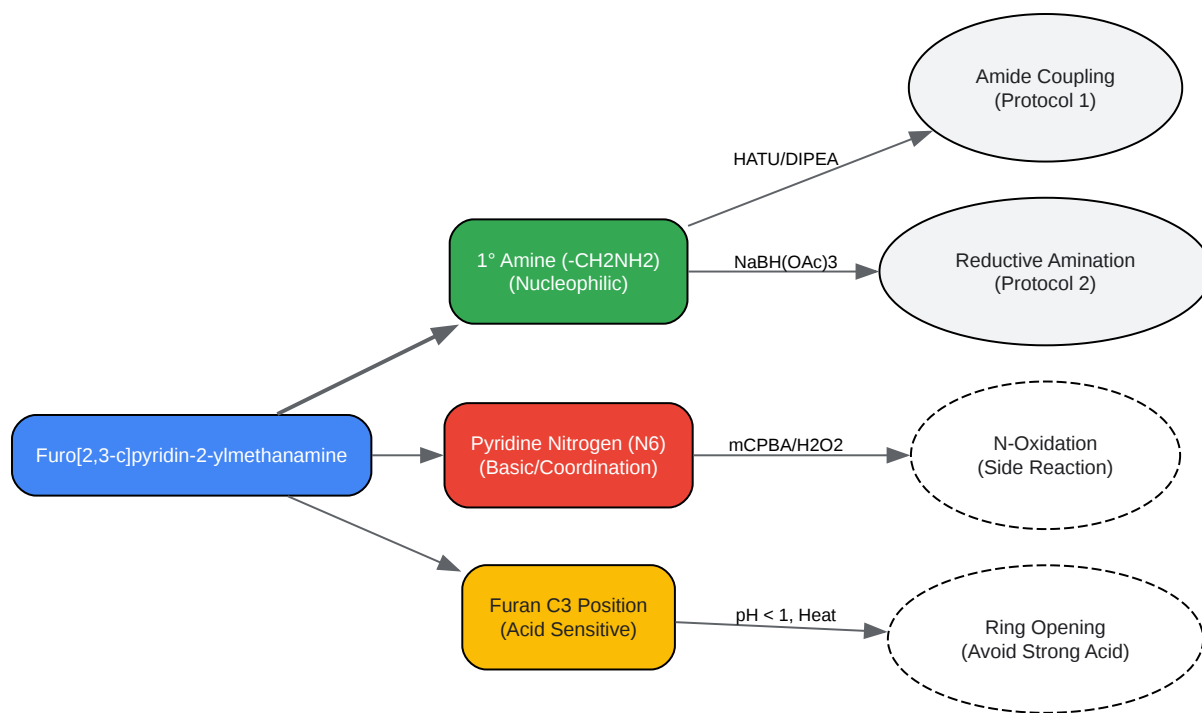 Amide Coupling
(Protocol 1)
HATU/DIPEA
1° Amine (-CH2NH2)
(Nucleophilic)
NaBH(OAc)3
Reductive Amination
(Protocol 2)
Furo[2,3-c]pyridin-2-ylmethanamine
Pyridine Nitrogen (N6)
(Basic/Coordination)
mCPBA/H2O2
N-Oxidation
(Side Reaction)
Furan C3 Position
(Acid Sensitive)
pH < 1, Heat
Ring Opening
(Avoid Strong Acid)